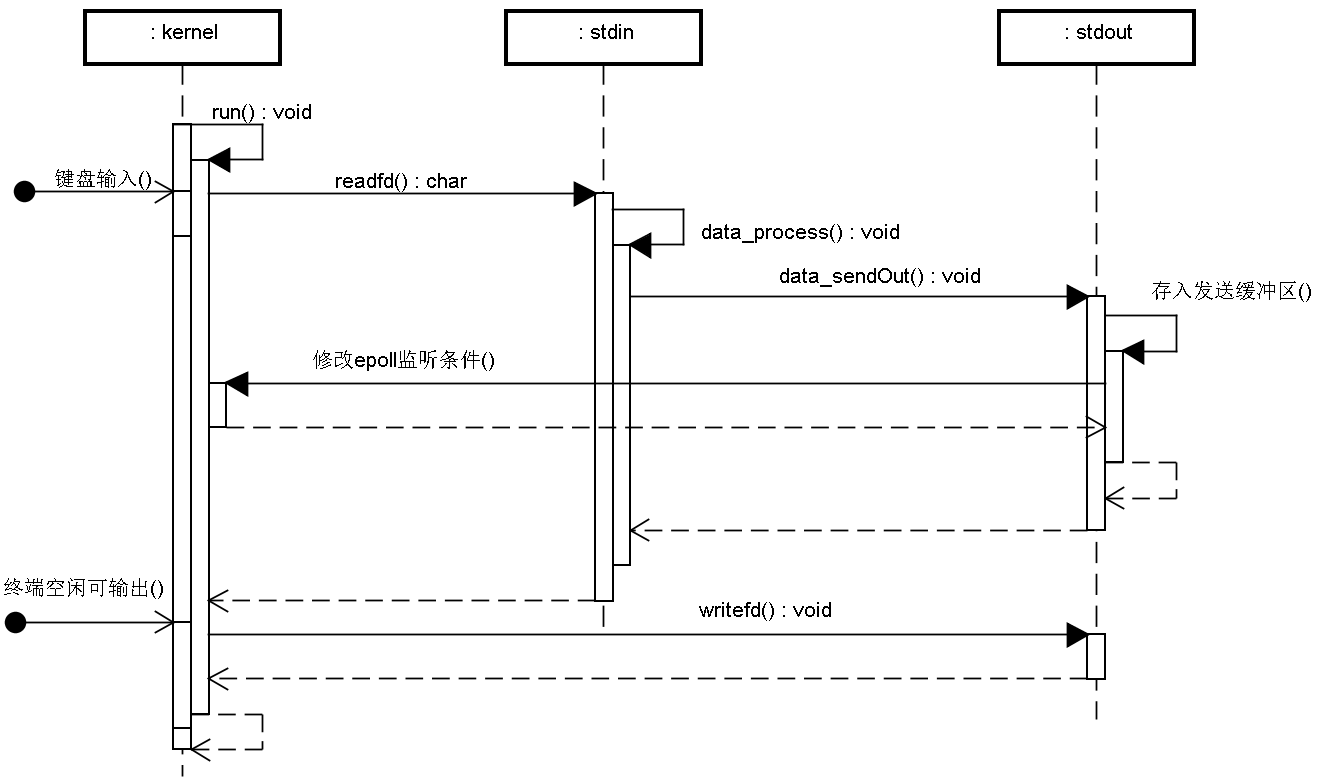 : kernel
: stdin
: stdout
run() : void
键盘输入()
readfd() : char
data_process() : void
data_sendOut() : void
存入发送缓冲区()
修改epoll监听条件()
终端空闲可输出()
writefd() : void